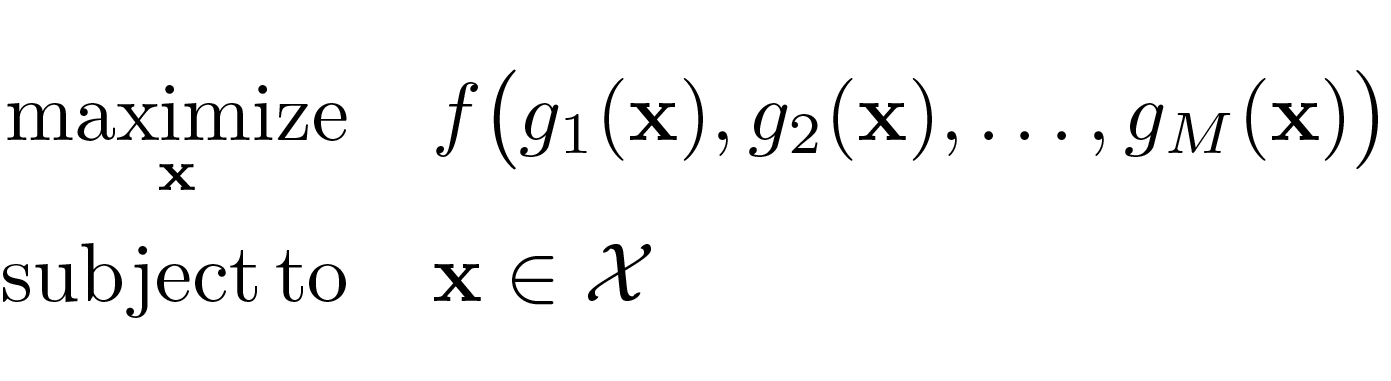 maximize f(g₁(𝐱), g₂(𝐱), . . . , g_M(𝐱))
𝐱
subject to 𝐱 ∈ 𝒳